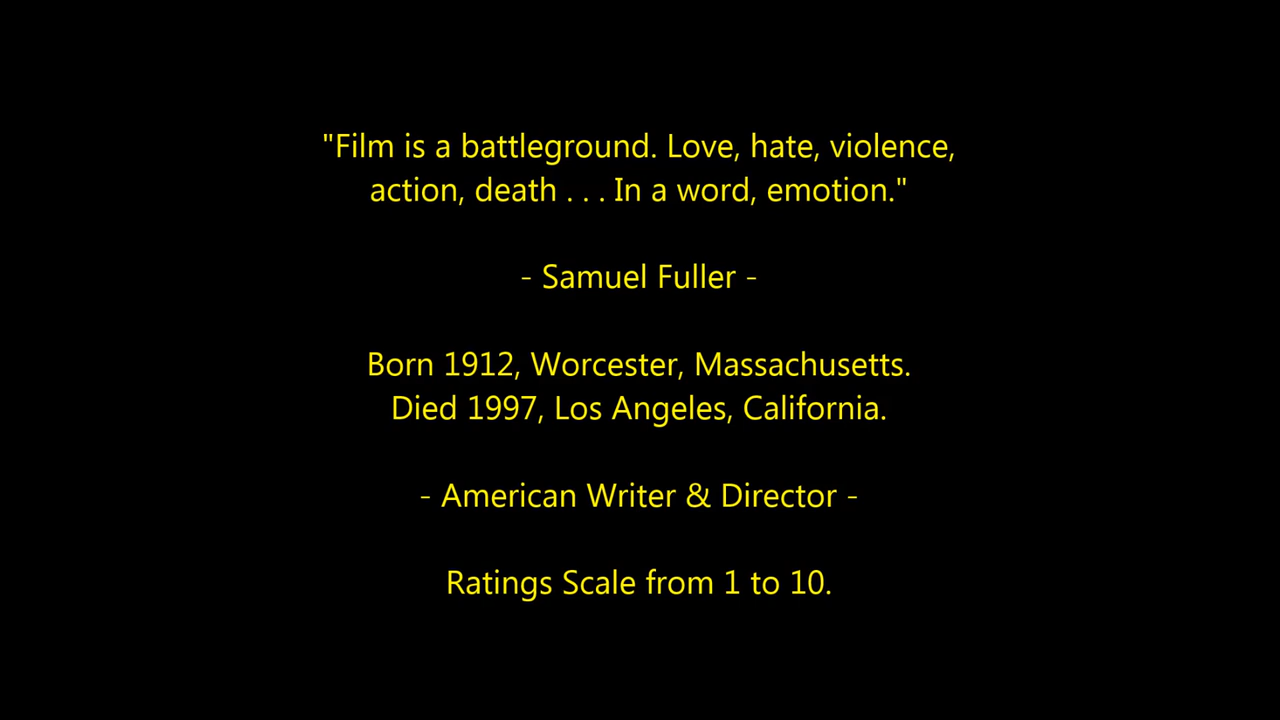 "Film is a battleground. Love, hate, violence,
action, death . . . In a word, emotion."
- Samuel Fuller -
Born 1912, Worcester, Massachusetts.
Died 1997, Los Angeles, California.
- American Writer & Director -
Ratings Scale from 1 to 10.